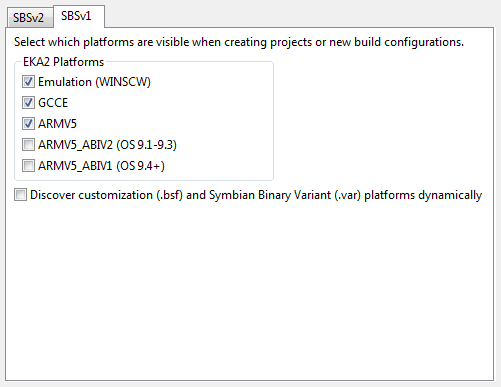 SBSv2 SBSv1
Select which platforms are visible when creating projects or new build configurations.
EKA2 Platforms
Emulation (WINSCW)
GCCE
ARMV5
ARMV5_ABIV2 (OS 9.1-9.3)
ARMV5_ABIV1 (OS 9.4+)
Discover customization (.bsf) and Symbian Binary Variant (.var) platforms dynamically